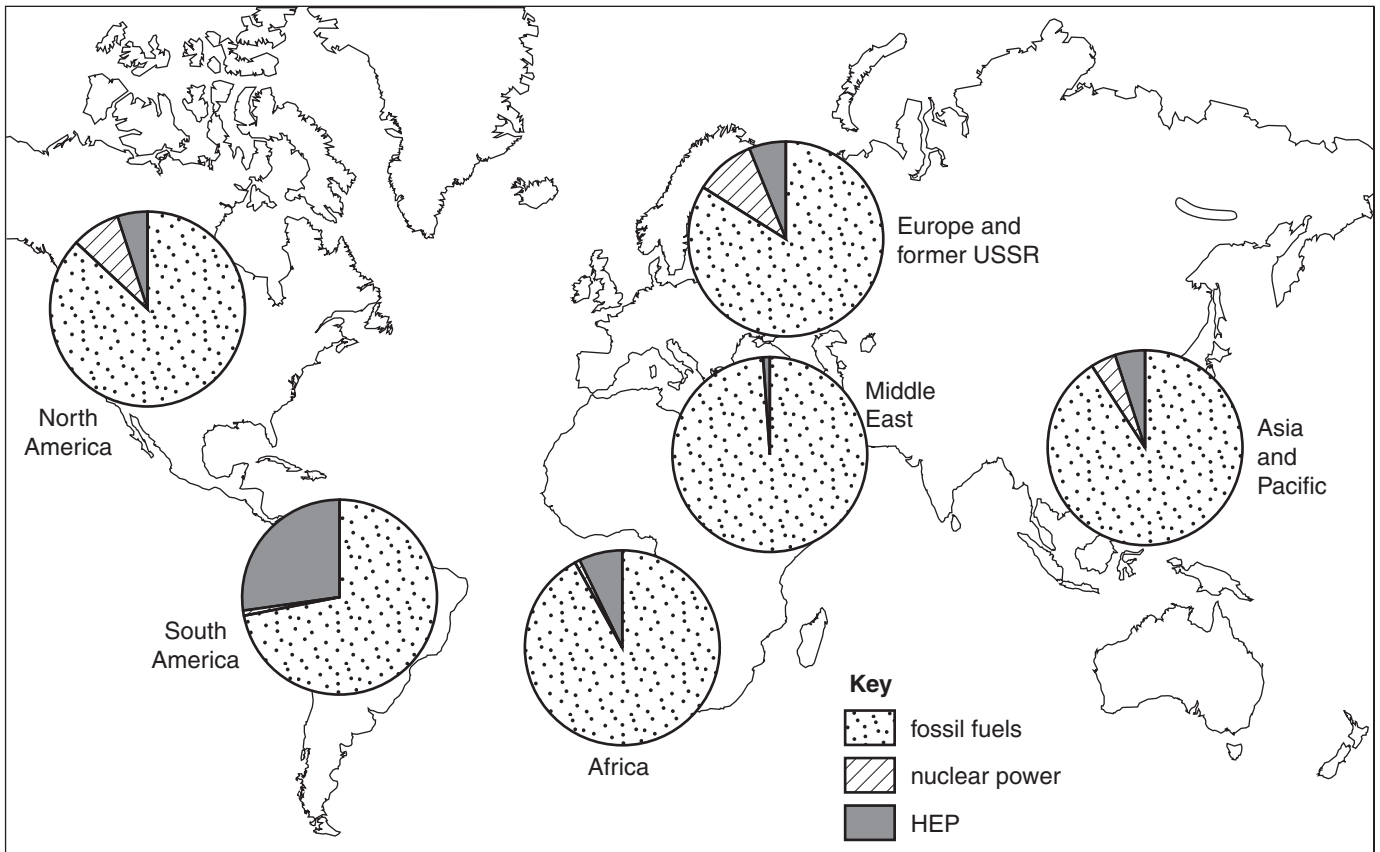 Europe and
former USSR
Middle
East
North
America
Asia
and
Pacific
South
America
Africa
Key
fossil fuels
nuclear power
HEP